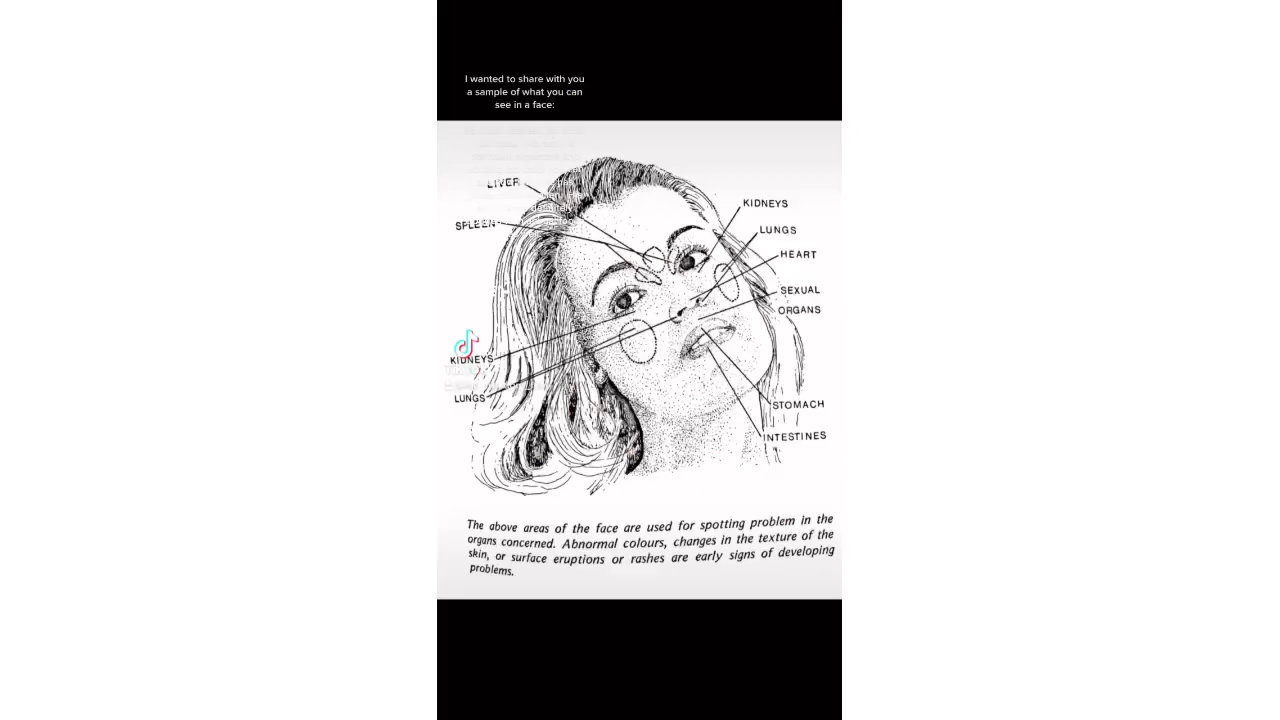 I wanted to share with you
a sample of what you can
see in a face:
LIVER
SPLEEN
KIDNEYS
LUNGS
HEART
SEXUAL
ORGANS
KIDNEYS
LUNGS
STOMACH
INTESTINES
The above areas of the face are used for spotting problem in the
organs concerned. Abnormal colours, changes in the texture of the
skin, or surface eruptions or rashes are early signs of developing
problems.